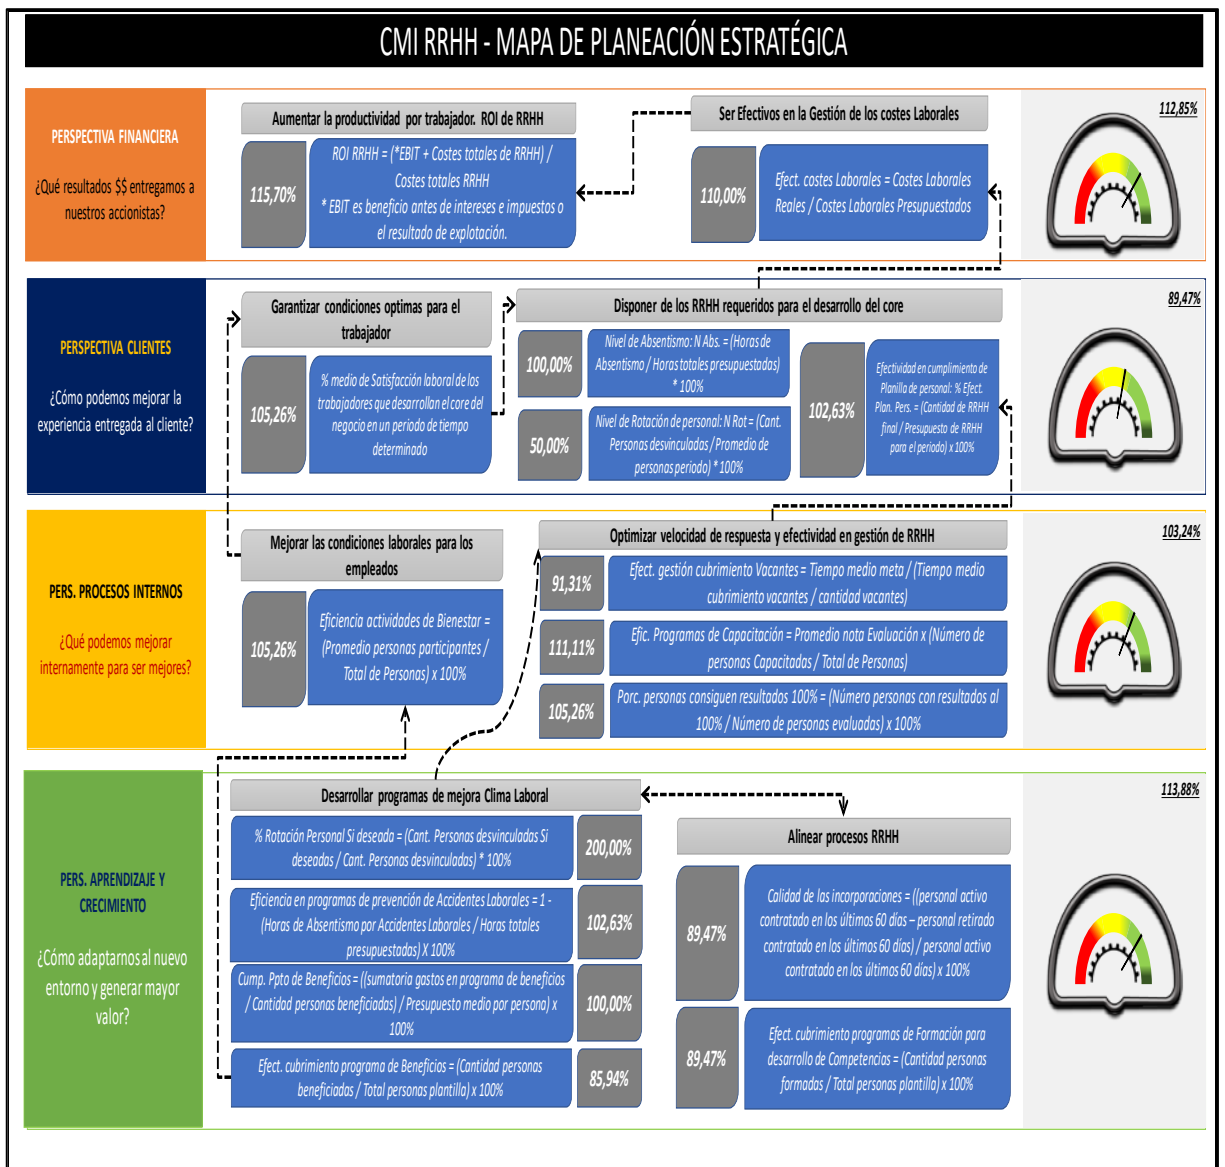 CMI RRHH - MAPA DE PLANEACIÓN ESTRATÉGICA
PERSPECTIVA FINANCIERA
¿Qué resultados $$ entregamos a
nuestros accionistas?
Aumentar la productividad por trabajador. ROI de RRHH
115,70%
ROI RRHH = (*EBIT + Costes totales de RRHH) /
Costes totales RRHH
* EBIT es beneficio antes de intereses e impuestos o
el resultado de explotación.
Ser Efectivos en la Gestión de los costes Laborales
110,00%
Efect. costes Laborales = Costes Laborales
Reales / Costes Laborales Presupuestados
112,85%
PERSPECTIVA CLIENTES
¿Cómo podemos mejorar la
experiencia entregada al cliente?
Garantizar condiciones optimas para el
trabajador
105,26%
% medio de Satisfacción laboral de los
trabajadores que desarrollan el core del
negocio en un periodo de tiempo
determinado
Disponer de los RRHH requeridos para el desarrollo del core
100,00%
Nivel de Absentismo: N Abs. = (Horas de
Absentismo / Horas totales presupuestadas)
* 100%
50,00%
Nivel de Rotación de personal: N Rot = (Cant.
Personas desvinculadas / Promedio de
personas periodo) * 100%
102,63%
Efectividad en cumplimiento de
Planilla de personal: % Efect.
Plan. Pers. = (Cantidad de RRHH
final / Presupuesto de RRHH
para el periodo) x 100%
89,47%
PERS. PROCESOS INTERNOS
¿Qué podemos mejorar
internamente para ser mejores?
Mejorar las condiciones laborales para los
empleados
105,26%
Eficiencia actividades de Bienestar =
(Promedio personas participantes /
Total de Personas) x 100%
Optimizar velocidad de respuesta y efectividad en gestión de RRHH
91,31%
Efect. gestión cubrimiento Vacantes = Tiempo medio meta / (Tiempo medio
cubrimiento vacantes / cantidad vacantes)
111,11%
Efic. Programas de Capacitación = Promedio nota Evaluación x (Número de
personas Capacitadas / Total de Personas)
105,26%
Porc. personas consiguen resultados 100% = (Número personas con resultados al
100% / Número de personas evaluadas) x 100%
103,24%
PERS. APRENDIZAJE Y
CRECIMIENTO
¿Cómo adaptarnos al nuevo
entorno y generar mayor
valor?
Desarrollar programas de mejora Clima Laboral
% Rotación Personal Si deseada = (Cant. Personas desvinculadas Si
deseadas / Cant. Personas desvinculadas) * 100%
200,00%
Eficiencia en programas de prevención de Accidentes Laborales = 1 -
(Horas de Absentismo por Accidentes Laborales / Horas totales
presupuestadas) X 100%
102,63%
Cump. Ppto de Beneficios = ((sumatoria gastos en programa de beneficios
/ Cantidad personas beneficiadas) / Presupuesto medio por persona) x
100%
100,00%
Efect. cubrimiento programa de Beneficios = (Cantidad personas
beneficiadas / Total personas plantilla) x 100%
85,94%
Alinear procesos RRHH
89,47%
Calidad de las incorporaciones = ((personal activo
contratado en los últimos 60 días – personal retirado
contratado en los últimos 60 días) / personal activo
contratado en los últimos 60 días) x 100%
89,47%
Efect. cubrimiento programas de Formación para
desarrollo de Competencias = (Cantidad personas
formadas / Total personas plantilla) x 100%
113,88%